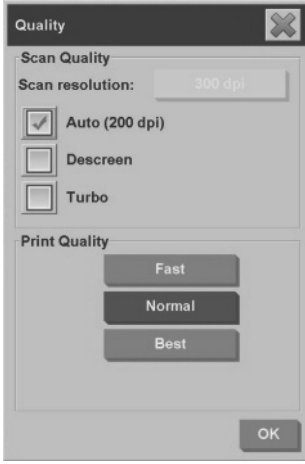 Quality
Scan Quality
Scan resolution: 300 dpi
Auto (200 dpi)
Descreen
Turbo
Print Quality
Fast
Normal
Best
OK